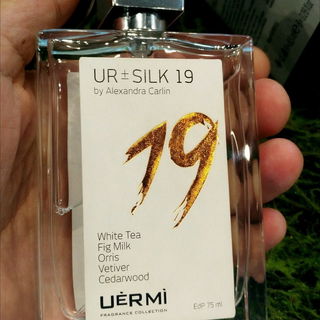 UR ± SILK 19
by Alexandra Carlin
19
White Tea
Fig Milk
Orris
Vetiver
Cedarwood
UĖRMÌ
FRAGRANCE COLLECTION
EdP 75 ml